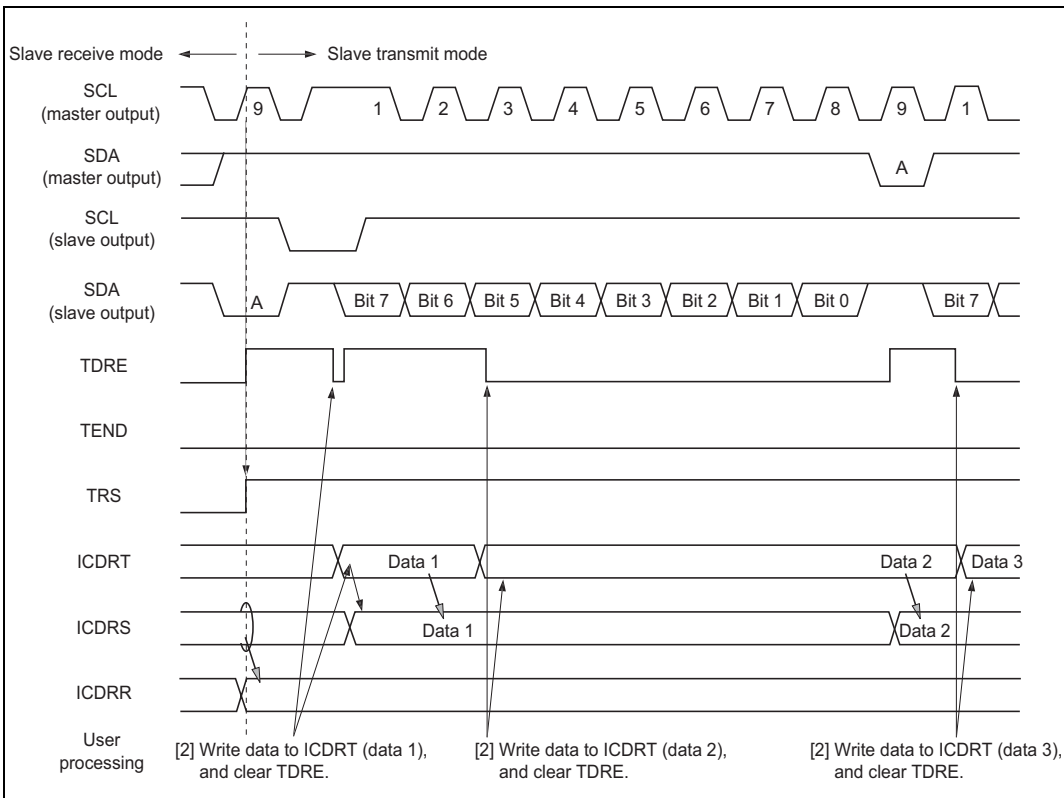 Slave receive mode
Slave transmit mode
SCL
(master output)
9 1 2 3 4 5 6 7 8 9 1
SDA
(master output)
A
SCL
(slave output)
SDA
(slave output)
A Bit 7 Bit 6 Bit 5 Bit 4 Bit 3 Bit 2 Bit 1 Bit 0 Bit 7
TDRE
TEND
TRS
ICDRT
Data 1 Data 2 Data 3
ICDRS
Data 1 Data 2
ICDRR
User
processing
[2] Write data to ICDRT (data 1),
and clear TDRE.
[2] Write data to ICDRT (data 2),
and clear TDRE.
[2] Write data to ICDRT (data 3),
and clear TDRE.